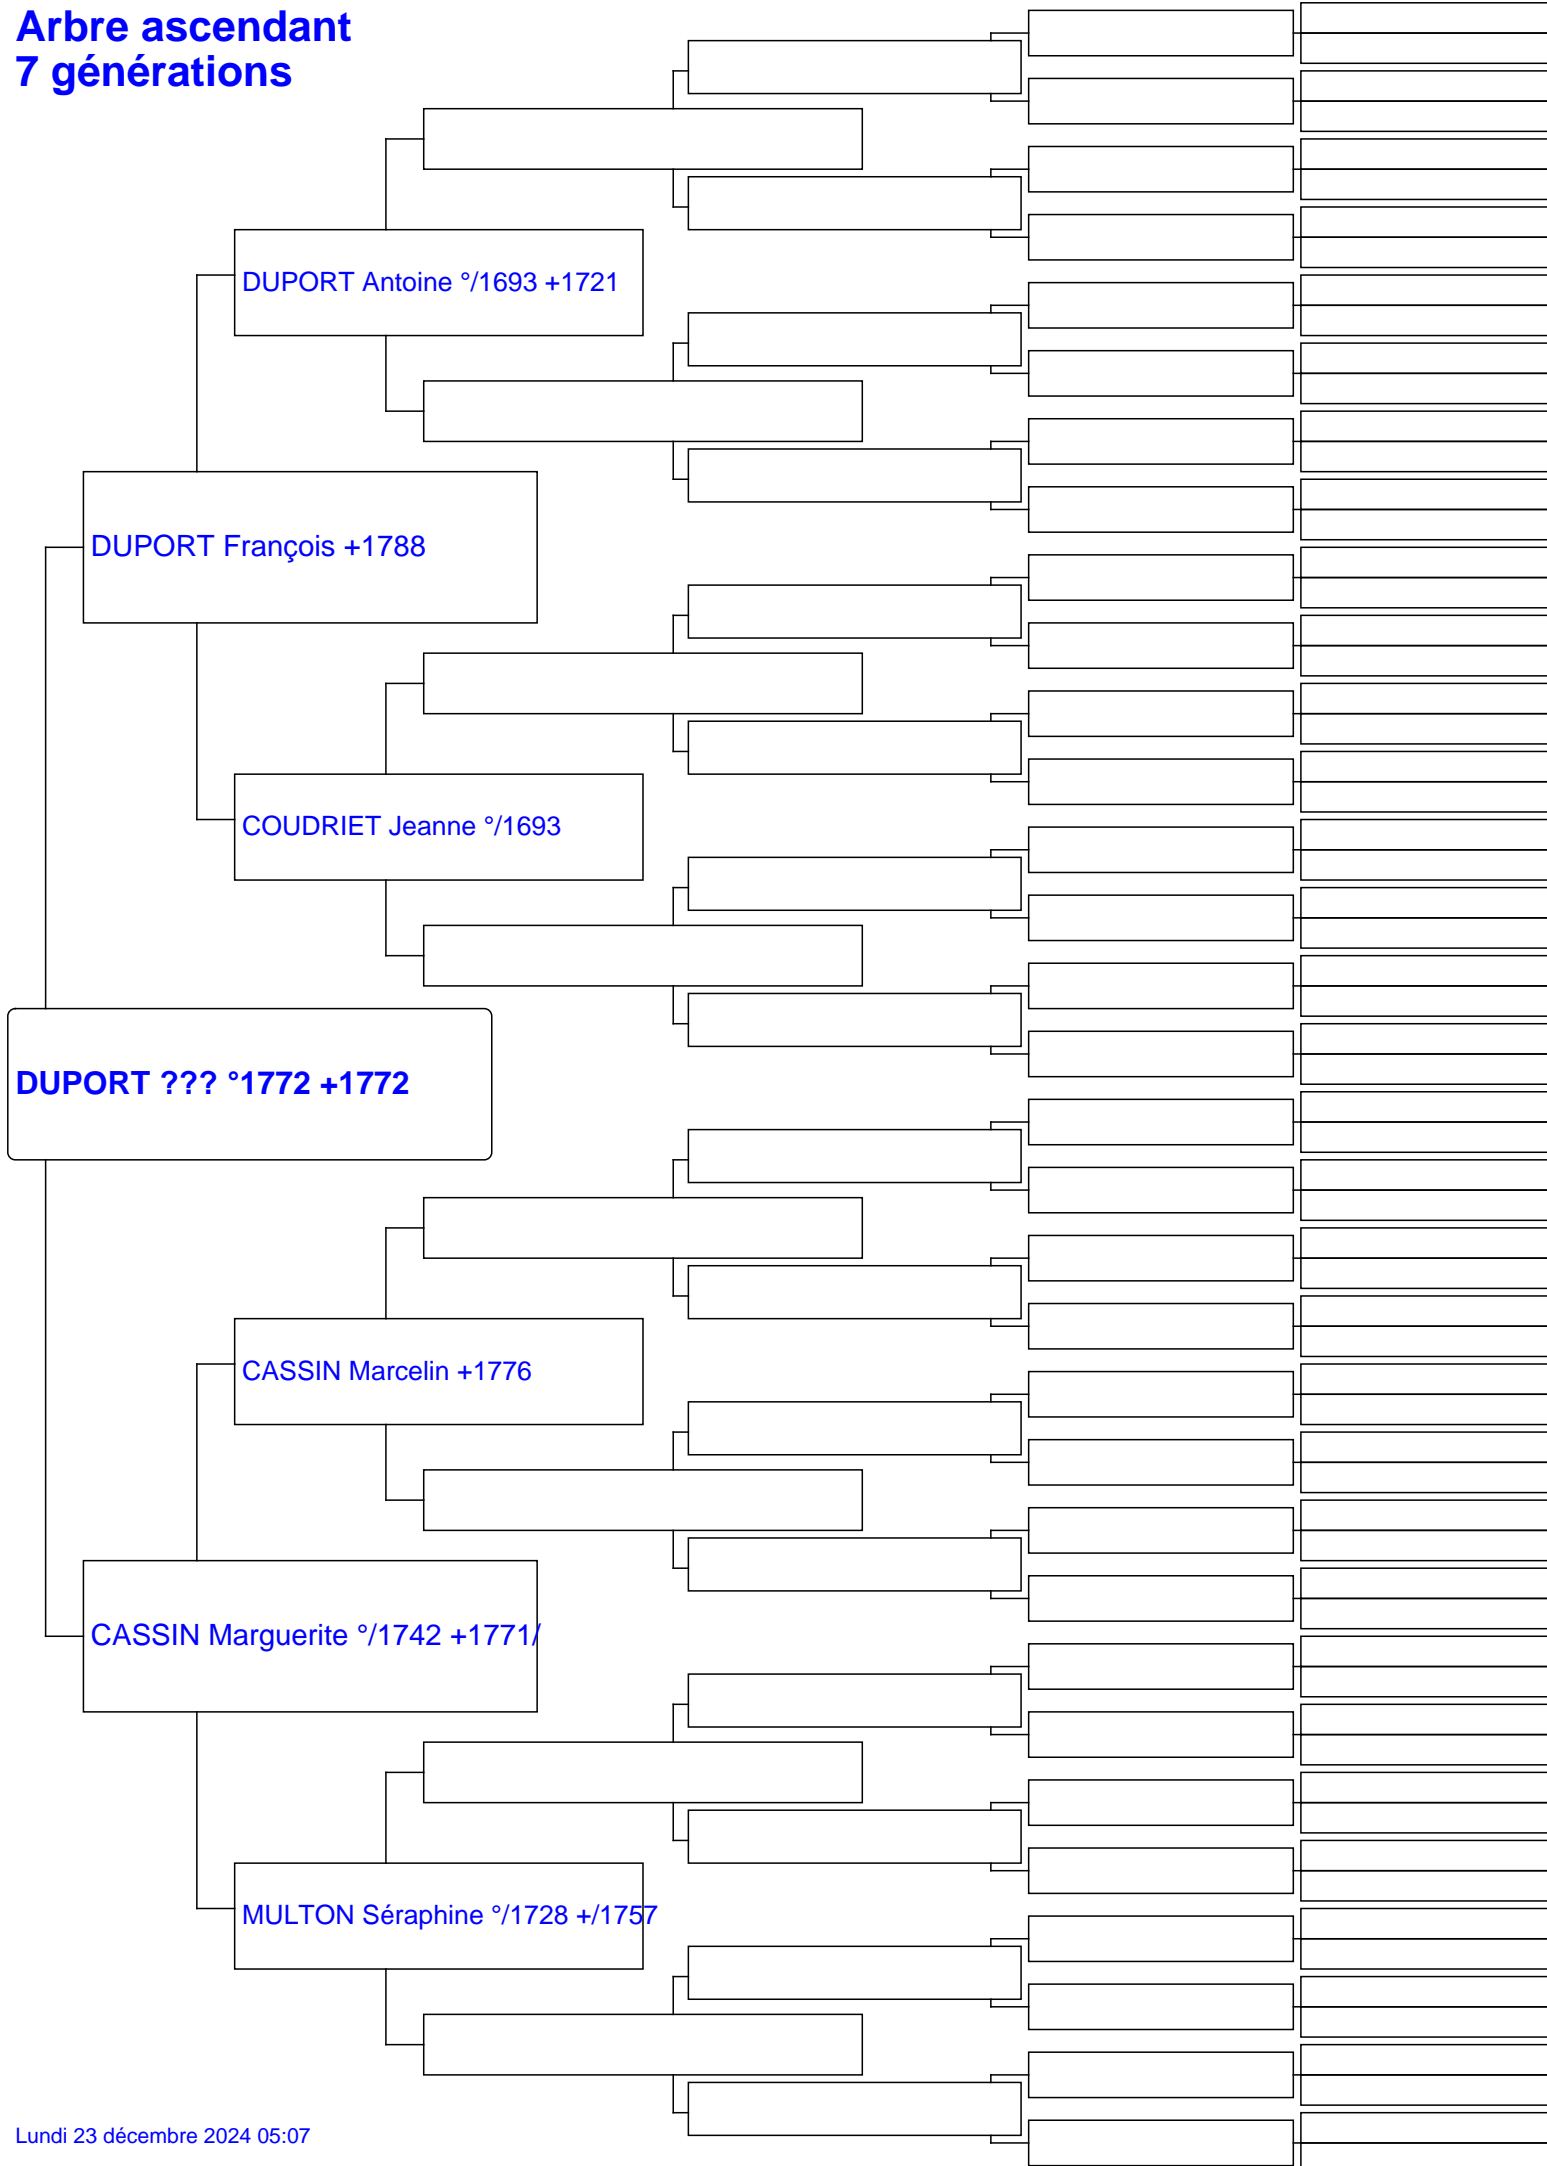 Arbre ascendant
7 générations
DUPORT Antoine °/1693 +1721
DUPORT François +1788
COUDRIET Jeanne °/1693
DUPORT ??? °1772 +1772
CASSIN Marcelin +1776
CASSIN Marguerite °/1742 +1771/
MULTON Séraphine °/1728 +/1757
Lundi 23 décembre 2024 05:07